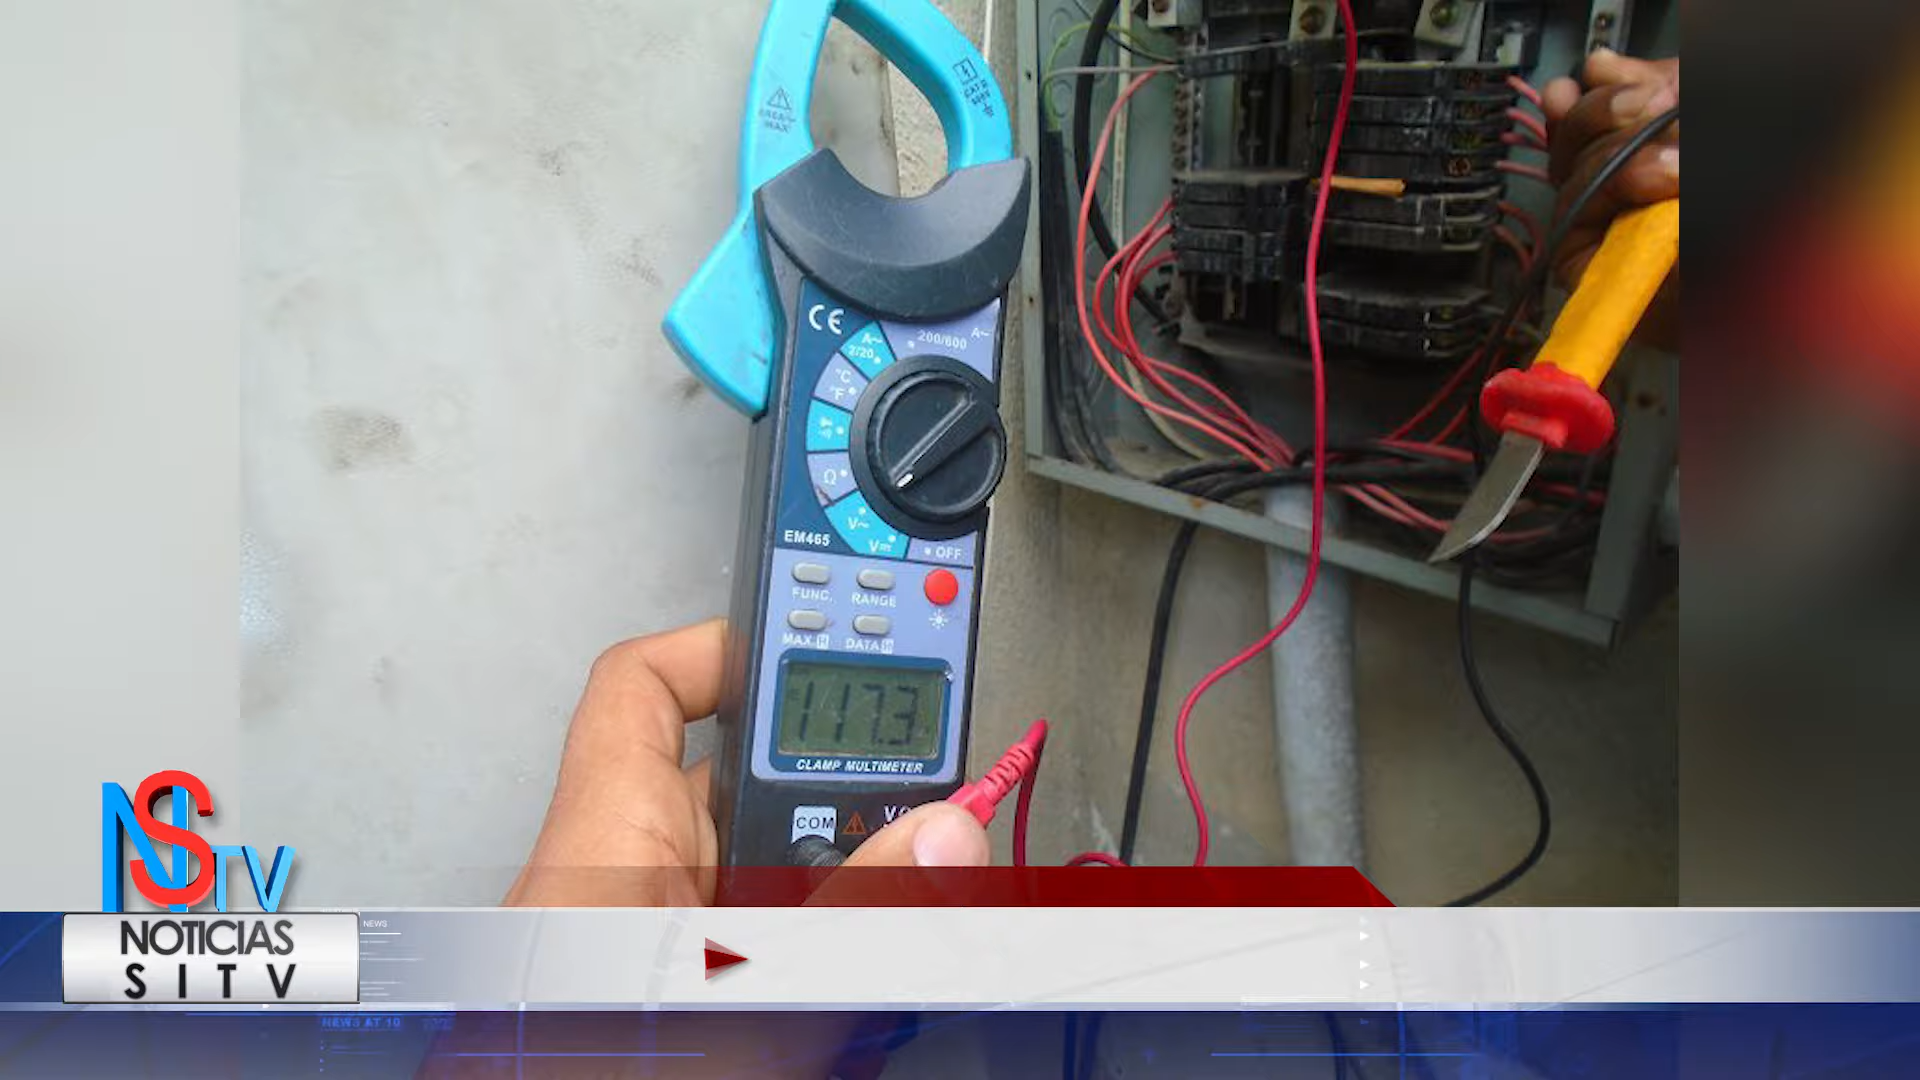 MAX
CE
A~
2/20
200/600
A~
°C
°F
Ω
V~
V
OFF
EM465
FUNC.
RANGE
MAX H
DATA H
117.3
CLAMP MULTIMETER
COM
NSTV
NOTICIAS
SITV
NEWS
NEWS AT 10